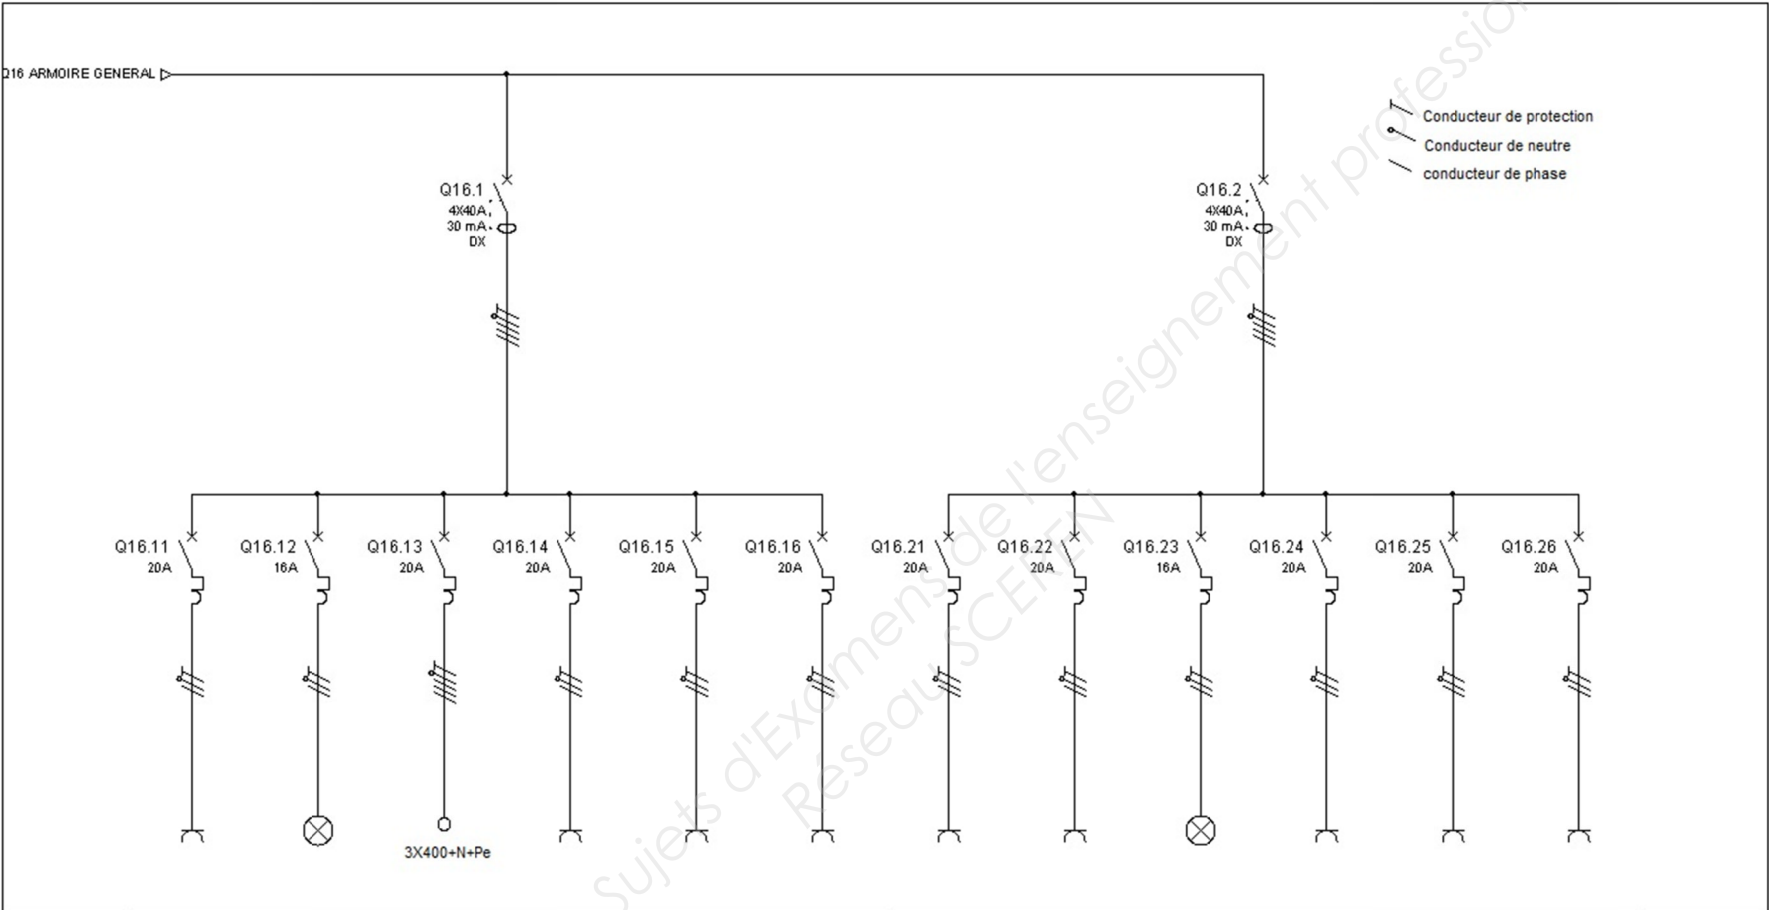 Q16 ARMOIRE GENERAL
Conducteur de protection
Conducteur de neutre
conducteur de phase
Q16.1
4X40A
30 mA
DX
Q16.2
4X40A
30 mA
DX
Q16.11
20A
Q16.12
16A
Q16.13
20A
Q16.14
20A
Q16.15
20A
Q16.16
20A
Q16.21
20A
Q16.22
20A
Q16.23
16A
Q16.24
20A
Q16.25
20A
Q16.26
20A
3X400+N+Pe
Sujets d'Examens de l'enseignement profession
Réseau SCEREN